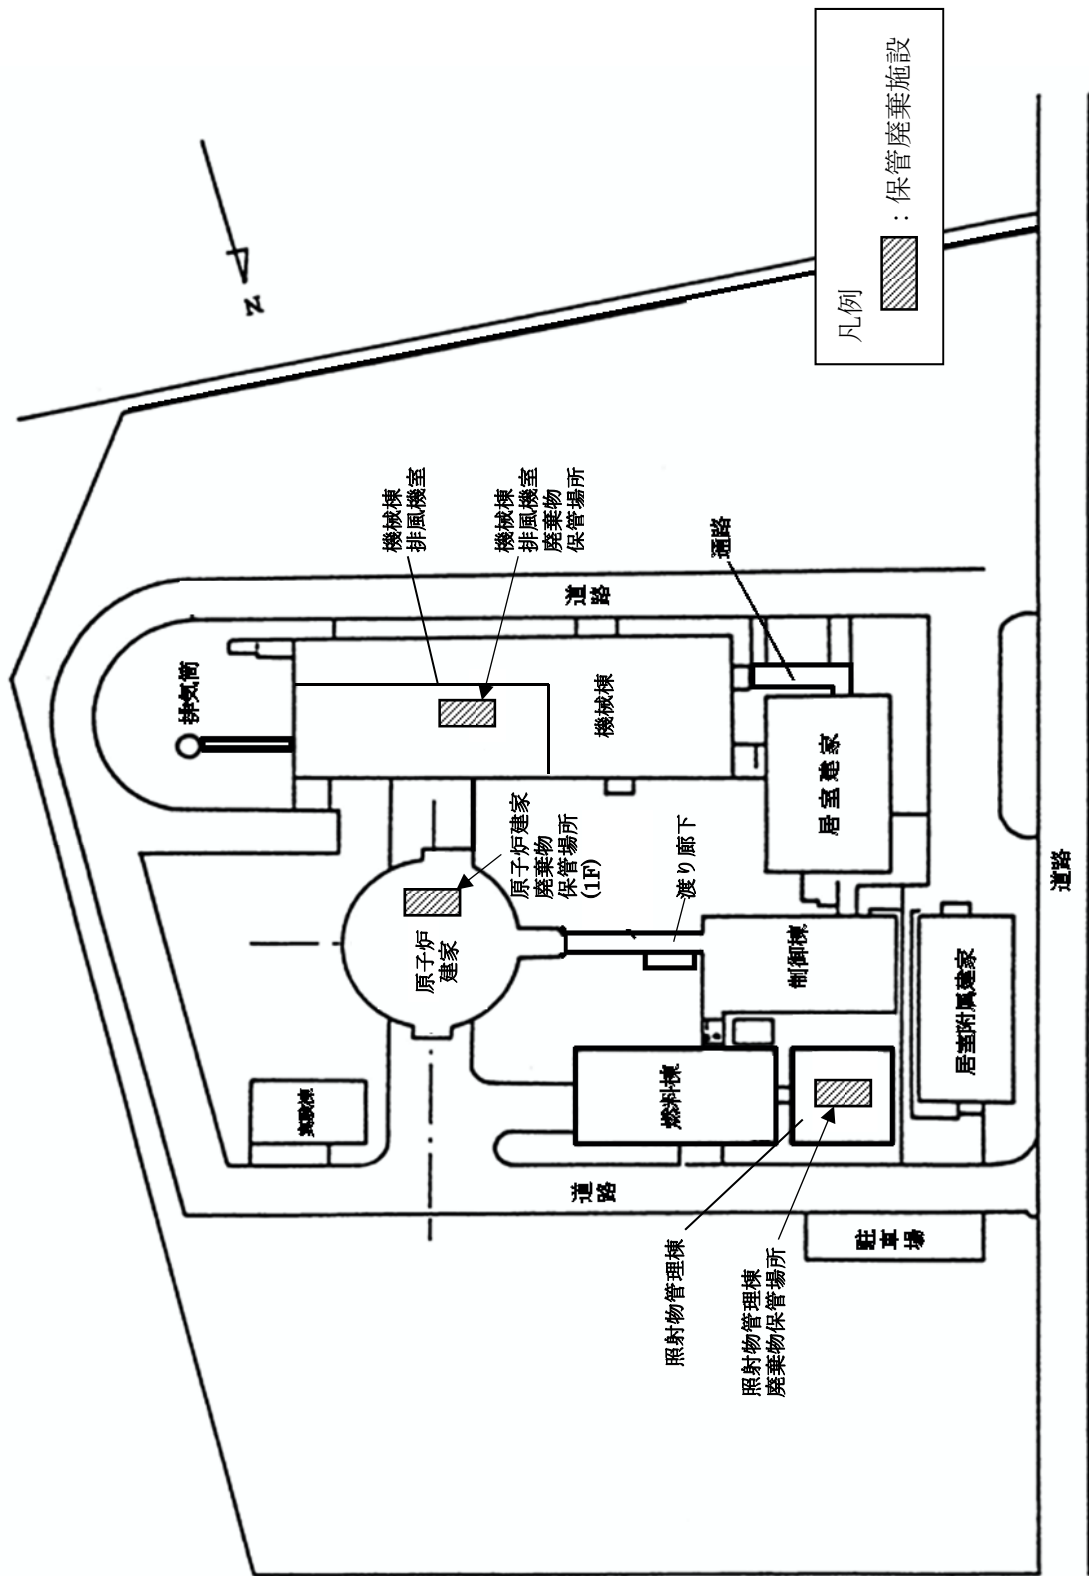 凡例
：保管廃棄施設
N
機械棟
排風機室
機械棟
排風機室
廃棄物
保管場所
通路
道路
排気筒
機械棟
居室建家
原子炉建家
廃棄物
保管場所
(1F)
渡り廊下
原子炉
建家
制御棟
道路
居室附属建家
実験棟
燃料棟
道路
駐車場
照射物管理棟
照射物管理棟
廃棄物保管場所